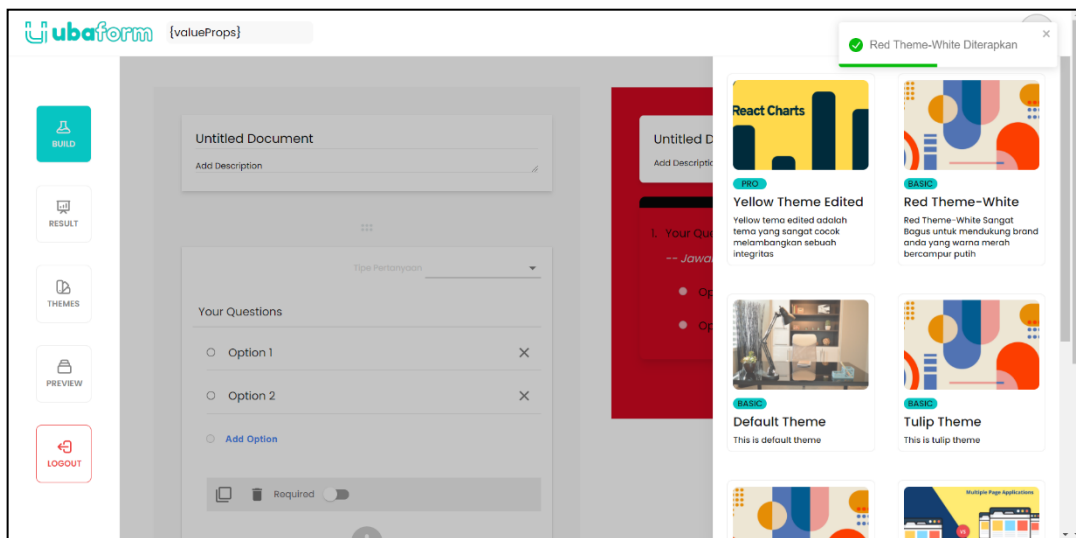 ubaform
{valueProps}
Red Theme-White Diterapkan
BUILD
RESULT
THEMES
PREVIEW
LOGOUT
Untitled Document
Add Description
Tipe Pertanyaan
Your Questions
Option 1
Option 2
Add Option
Required
Untitled D
Add Descriptio
1. Your Que
-- Jawa
Op
Op
React Charts
PRO
Yellow Theme Edited
Yellow tema edited adalah
tema yang sangat cocok
melambangkan sebuah
integritas
BASIC
Red Theme-White
Red Theme-White Sangat
Bagus untuk mendukung brand
anda yang warna merah
bercampur putih
BASIC
Default Theme
This is default theme
BASIC
Tulip Theme
This is tulip theme
Multiple Page Applications